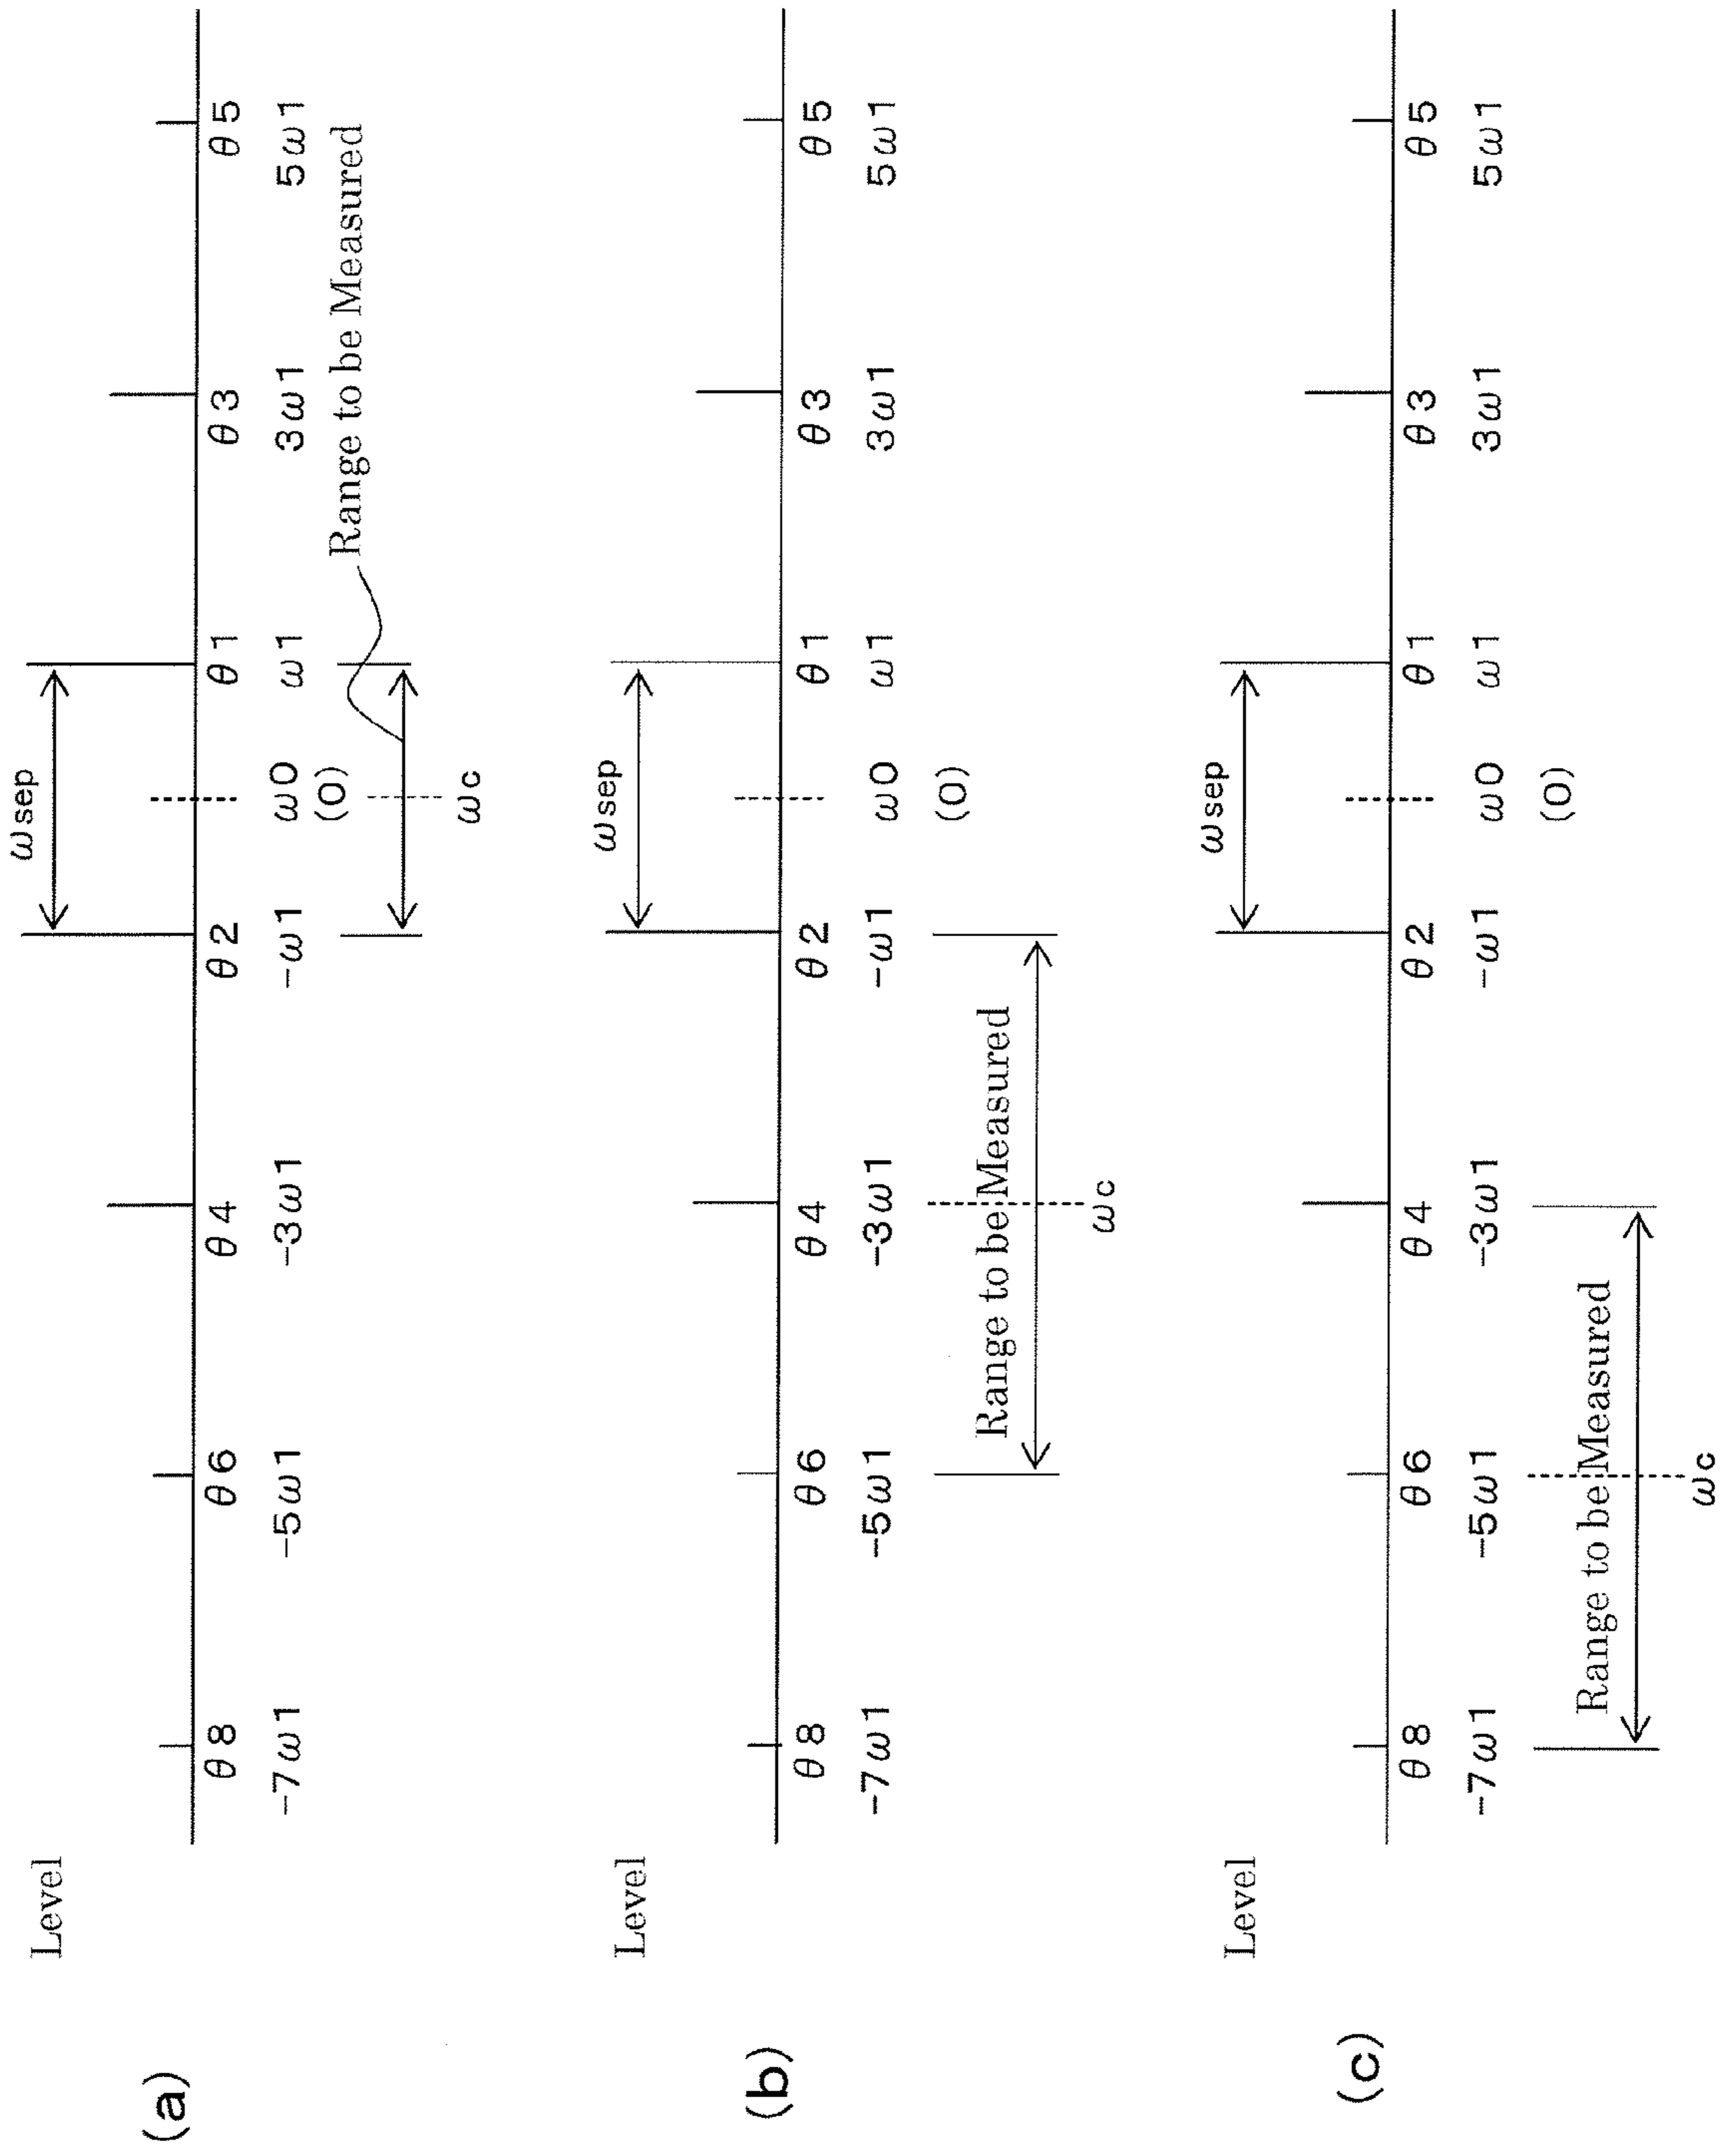 (a)
Level
ωsep
θ8 θ6 θ4 θ2 θ1 θ3 θ5
-7ω1 -5ω1 -3ω1 -ω1 ω0 ω1 3ω1 5ω1
(0)
Range to be Measured
ωc
(b)
Level
ωsep
θ8 θ6 θ4 θ2 θ1 θ3 θ5
-7ω1 -5ω1 -3ω1 -ω1 ω0 ω1 3ω1 5ω1
(0)
Range to be Measured
ωc
(c)
Level
ωsep
θ8 θ6 θ4 θ2 θ1 θ3 θ5
-7ω1 -5ω1 -3ω1 -ω1 ω0 ω1 3ω1 5ω1
(0)
Range to be Measured
ωc